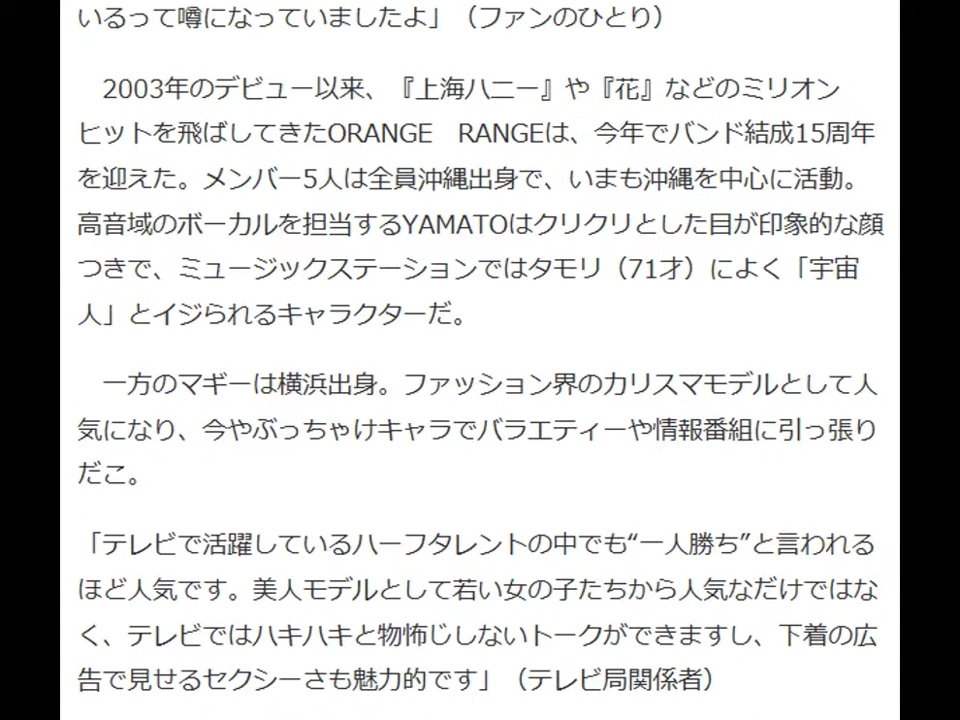 いるって噂になっていましたよ」（ファンのひとり）
　2003年のデビュー以来、『上海ハニー』や『花』などのミリオン
ヒットを飛ばしてきたORANGE　RANGEは、今年でバンド結成15周年
を迎えた。メンバー5人は全員沖縄出身で、いまも沖縄を中心に活動。
高音域のボーカルを担当するYAMATOはクリクリとした目が印象的な顔
つきで、ミュージックステーションではタモリ（71才）によく「宇宙
人」とイジられるキャラクターだ。
　一方のマギーは横浜出身。ファッション界のカリスマモデルとして人
気になり、今やぶっちゃけキャラでバラエティーや情報番組に引っ張り
だこ。
「テレビで活躍しているハーフタレントの中でも“一人勝ち”と言われる
ほど人気です。美人モデルとして若い女の子たちから人気なだけではな
く、テレビではハキハキと物怖じしないトークができますし、下着の広
告で見せるセクシーさも魅力的です」（テレビ局関係者）